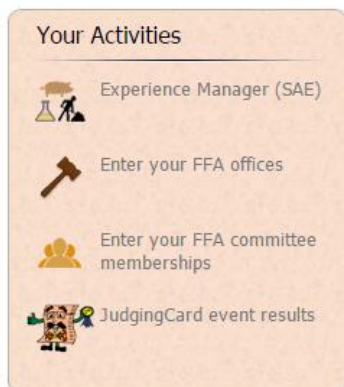 Your Activities
Experience Manager (SAE)
Enter your FFA offices
Enter your FFA committee
memberships
JudgingCard event results